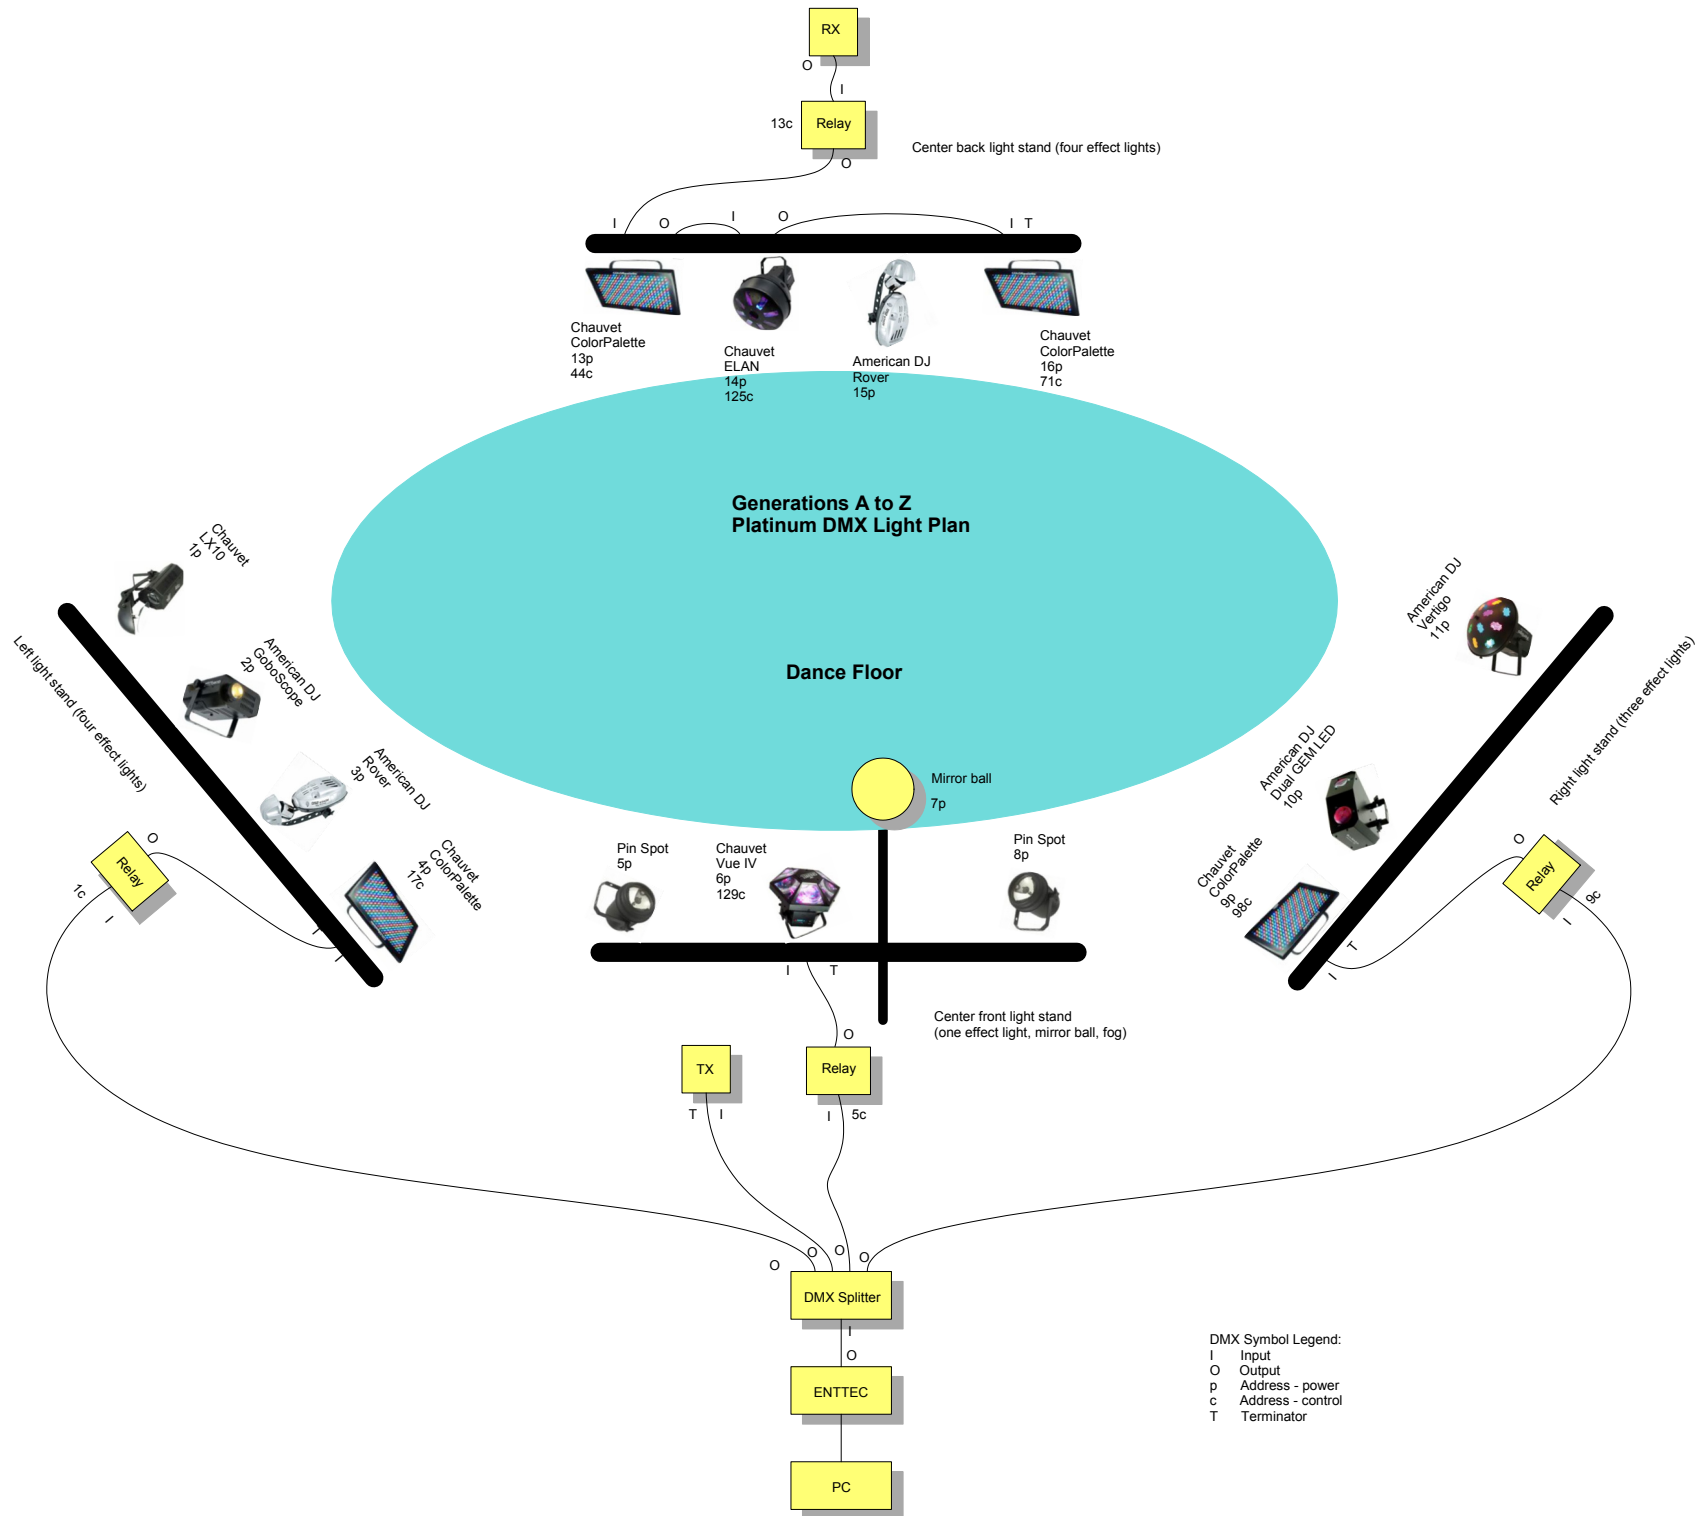 RX
O
I
13c
Relay
O
Center back light stand (four effect lights)
I
O
I
O
I
T
Chauvet
ColorPalette
13p
44c
Chauvet
ELAN
14p
125c
American DJ
Rover
15p
Chauvet
ColorPalette
16p
71c
Generations A to Z
Platinum DMX Light Plan
Dance Floor
Chauvet
LX10
1p
American DJ
GoboScope
2p
American DJ
Rover
3p
Chauvet
ColorPalette
4p
17c
Left light stand (four effect lights)
O
Relay
1c
I
I
I
American DJ
Vertigo
11p
American DJ
Dual GEM LED
10p
Chauvet
ColorPalette
9p
98c
Right light stand (three effect lights)
O
Relay
9c
I
T
I
Mirror ball
7p
Pin Spot
5p
Chauvet
Vue IV
6p
129c
Pin Spot
8p
I
T
Center front light stand
(one effect light, mirror ball, fog)
O
TX
Relay
T
I
I
5c
O
O
O
O
DMX Splitter
I
O
ENTTEC
PC
DMX Symbol Legend:
I Input
O Output
p Address - power
c Address - control
T Terminator